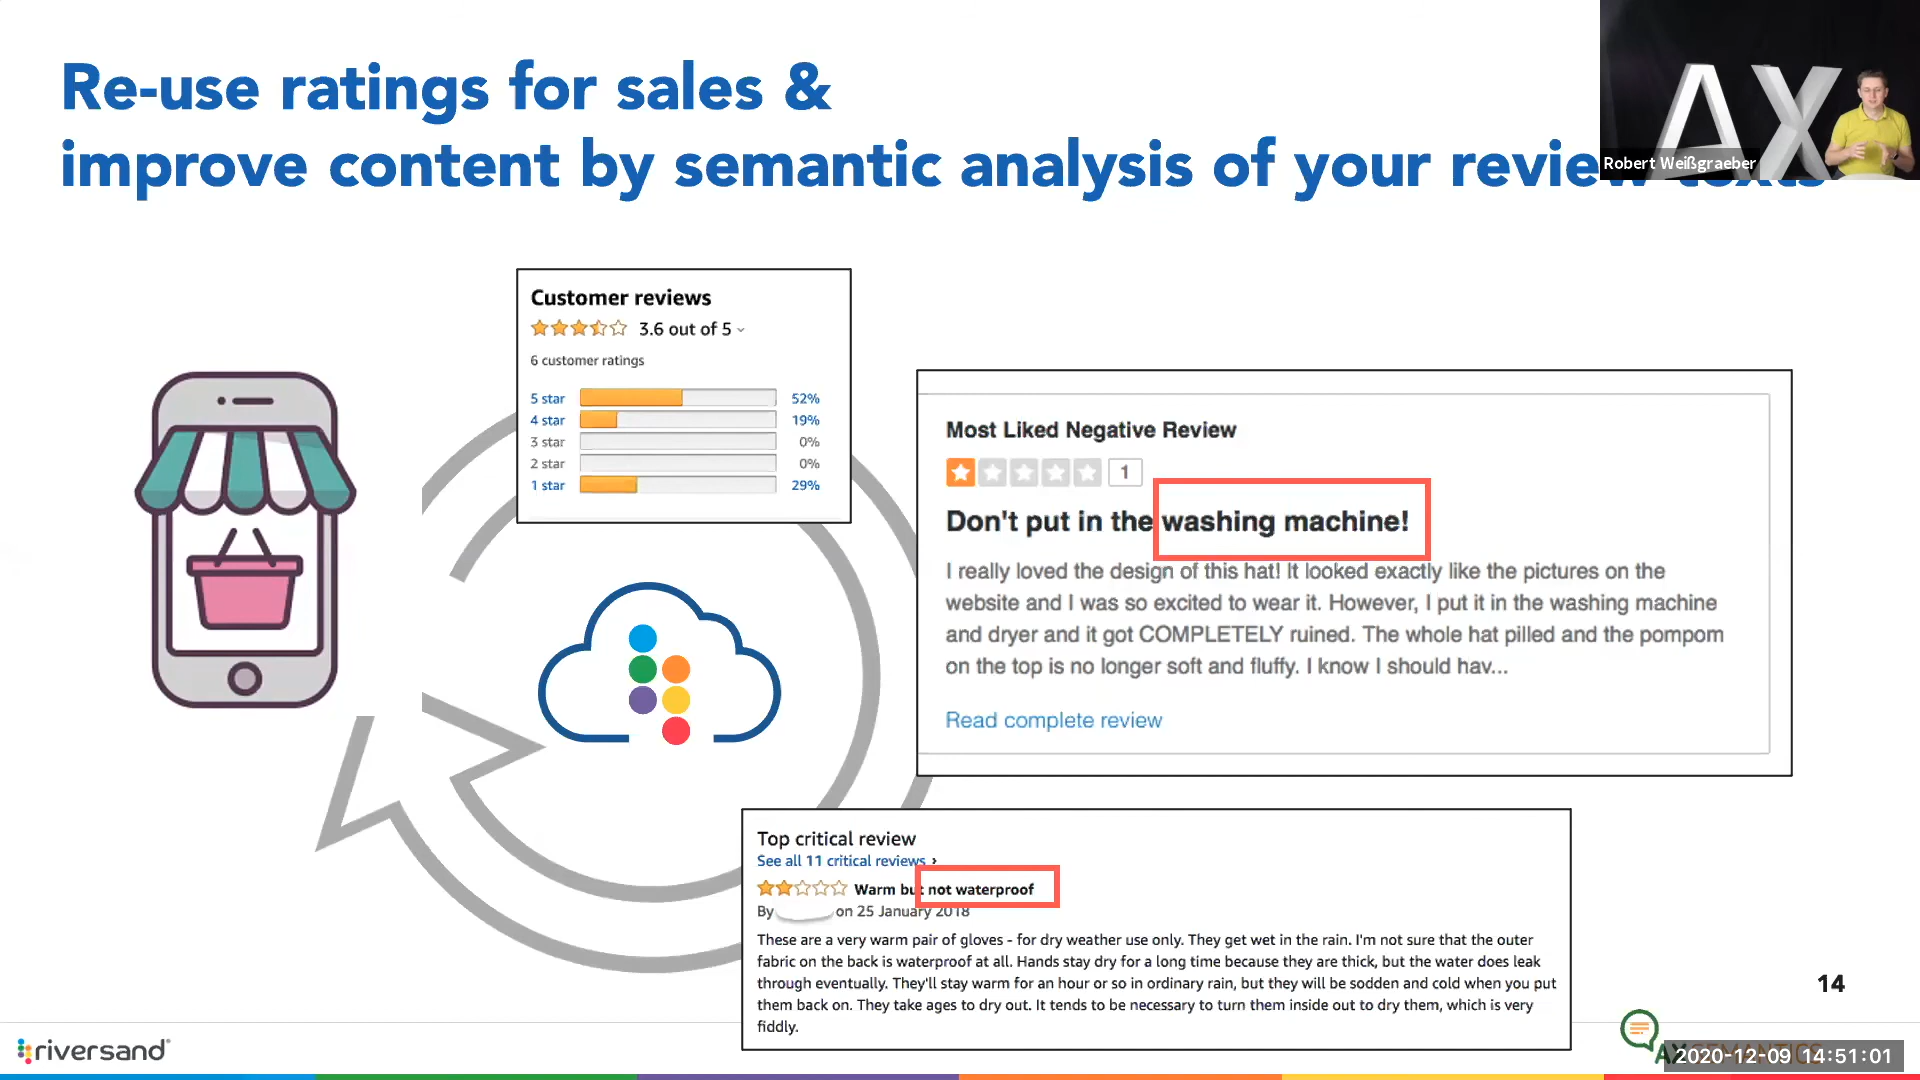 Re-use ratings for sales &
improve content by semantic analysis of your review texts
AX
Robert Weißgraeber
Customer reviews
3.6 out of 5
6 customer ratings
5 star 52%
4 star 19%
3 star 0%
2 star 0%
1 star 29%
Most Liked Negative Review
1
Don't put in the washing machine!
I really loved the design of this hat! It looked exactly like the pictures on the
website and I was so excited to wear it. However, I put it in the washing machine
and dryer and it got COMPLETELY ruined. The whole hat pilled and the pompom
on the top is no longer soft and fluffy. I know I should hav...
Read complete review
Top critical review
See all 11 critical reviews ›
Warm but not waterproof
By on 25 January 2018
These are a very warm pair of gloves - for dry weather use only. They get wet in the rain. I'm not sure that the outer
fabric on the back is waterproof at all. Hands stay dry for a long time because they are thick, but the water does leak
through eventually. They'll stay warm for an hour or so in ordinary rain, but they will be sodden and cold when you put
them back on. They take ages to dry out. It tends to be necessary to turn them inside out to dry them, which is very
fiddly.
14
riversand
AX SEMANTICS
2020-12-09 14:51:01